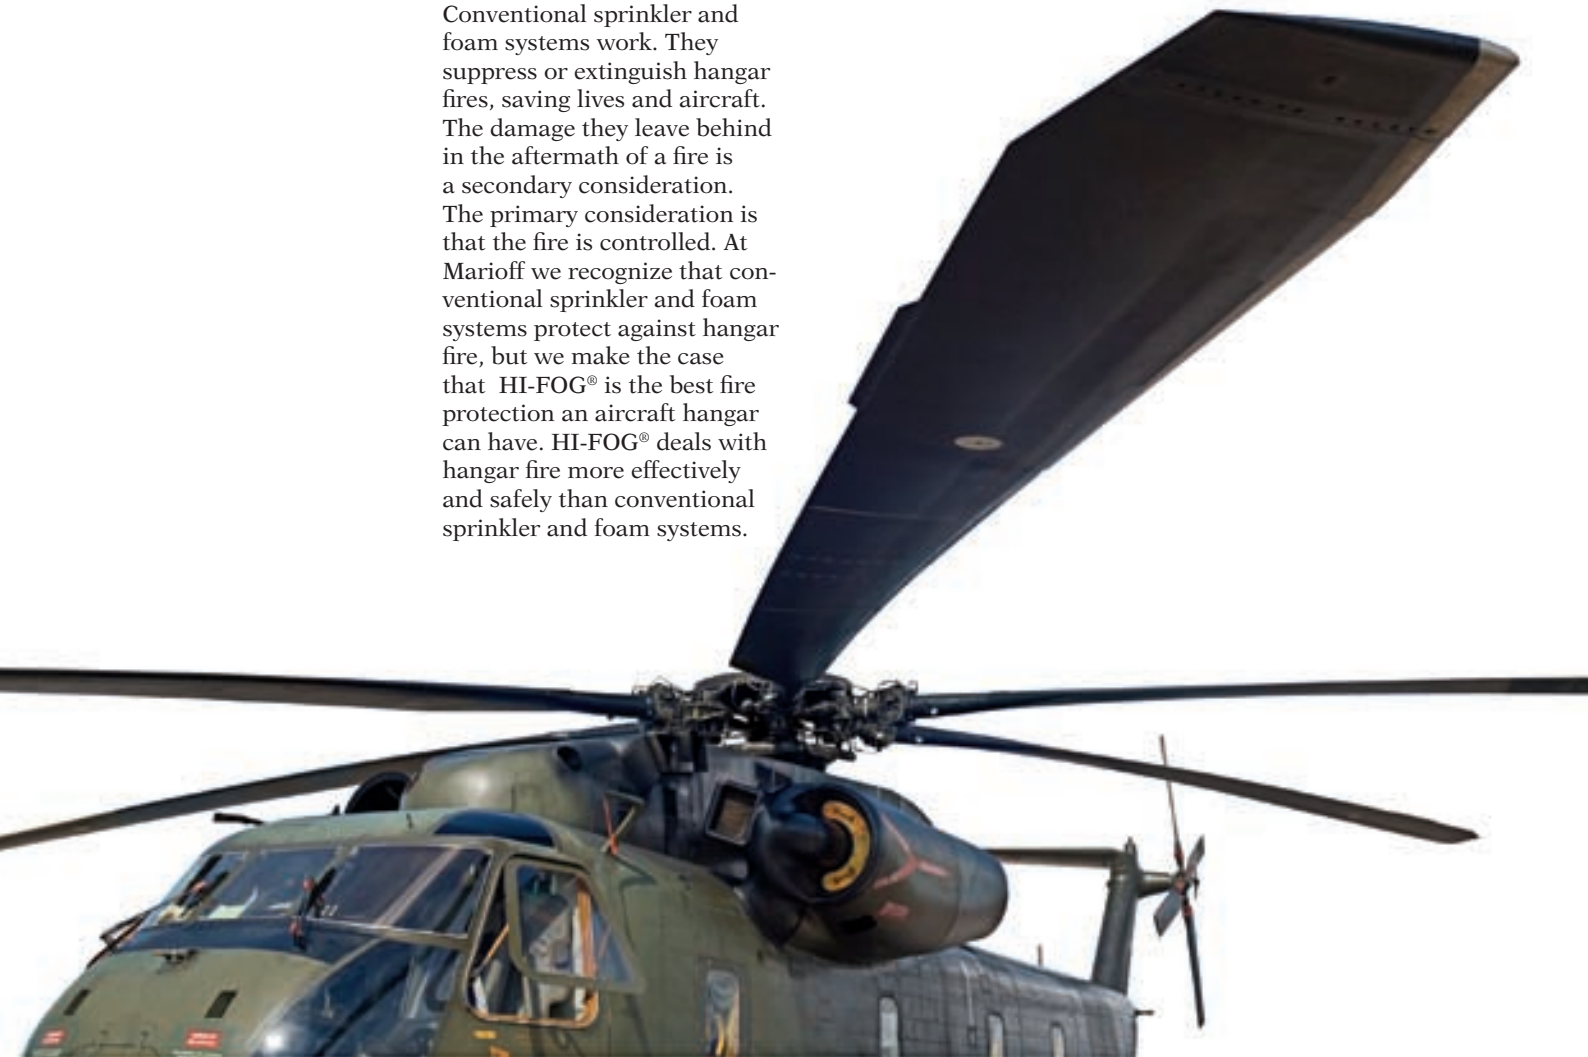 Conventional sprinkler and
foam systems work. They
suppress or extinguish hangar
fires, saving lives and aircraft.
The damage they leave behind
in the aftermath of a fire is
a secondary consideration.
The primary consideration is
that the fire is controlled. At
Marioff we recognize that con-
ventional sprinkler and foam
systems protect against hangar
fire, but we make the case
that  HI-FOG® is the best fire
protection an aircraft hangar
can have. HI-FOG® deals with
hangar fire more effectively
and safely than conventional
sprinkler and foam systems.